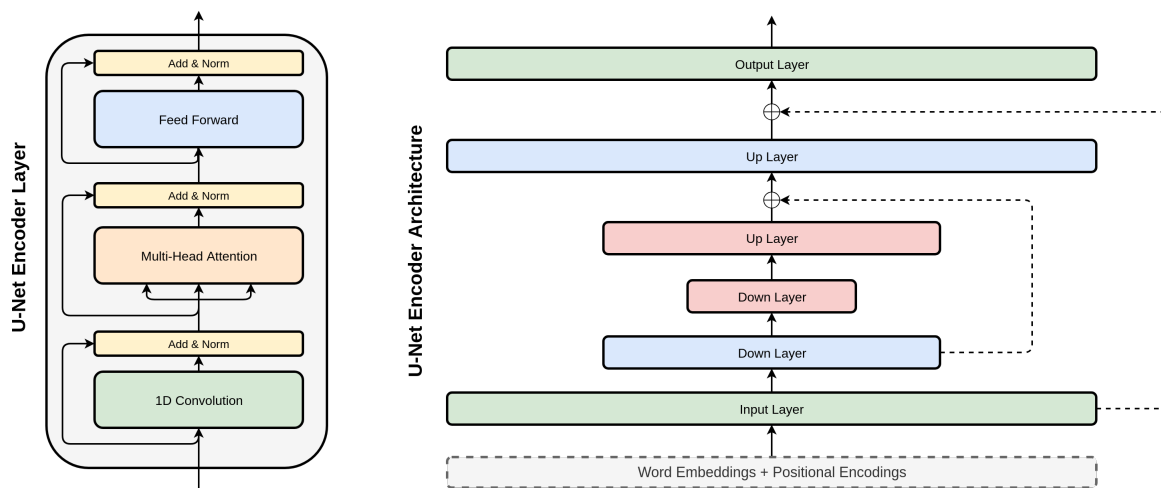 U-Net Encoder Layer
Add & Norm
Feed Forward
Add & Norm
Multi-Head Attention
Add & Norm
1D Convolution
U-Net Encoder Architecture
Output Layer
Up Layer
Up Layer
Down Layer
Down Layer
Input Layer
Word Embeddings + Positional Encodings